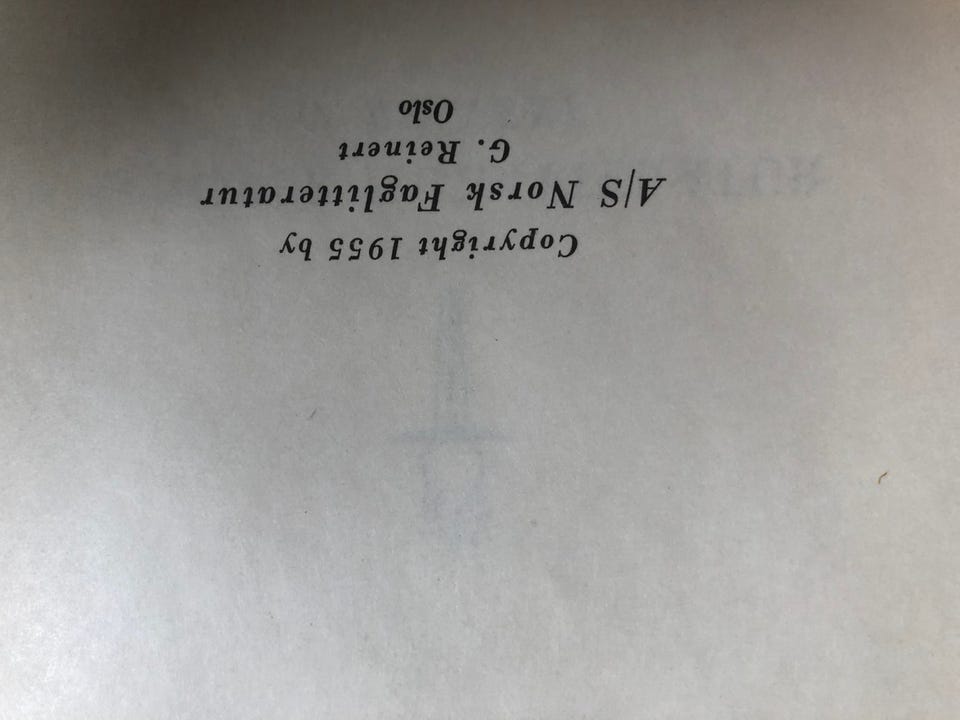 Copyright 1955 by
A/S Norsk Faglitteratur
G. Reinert
Oslo